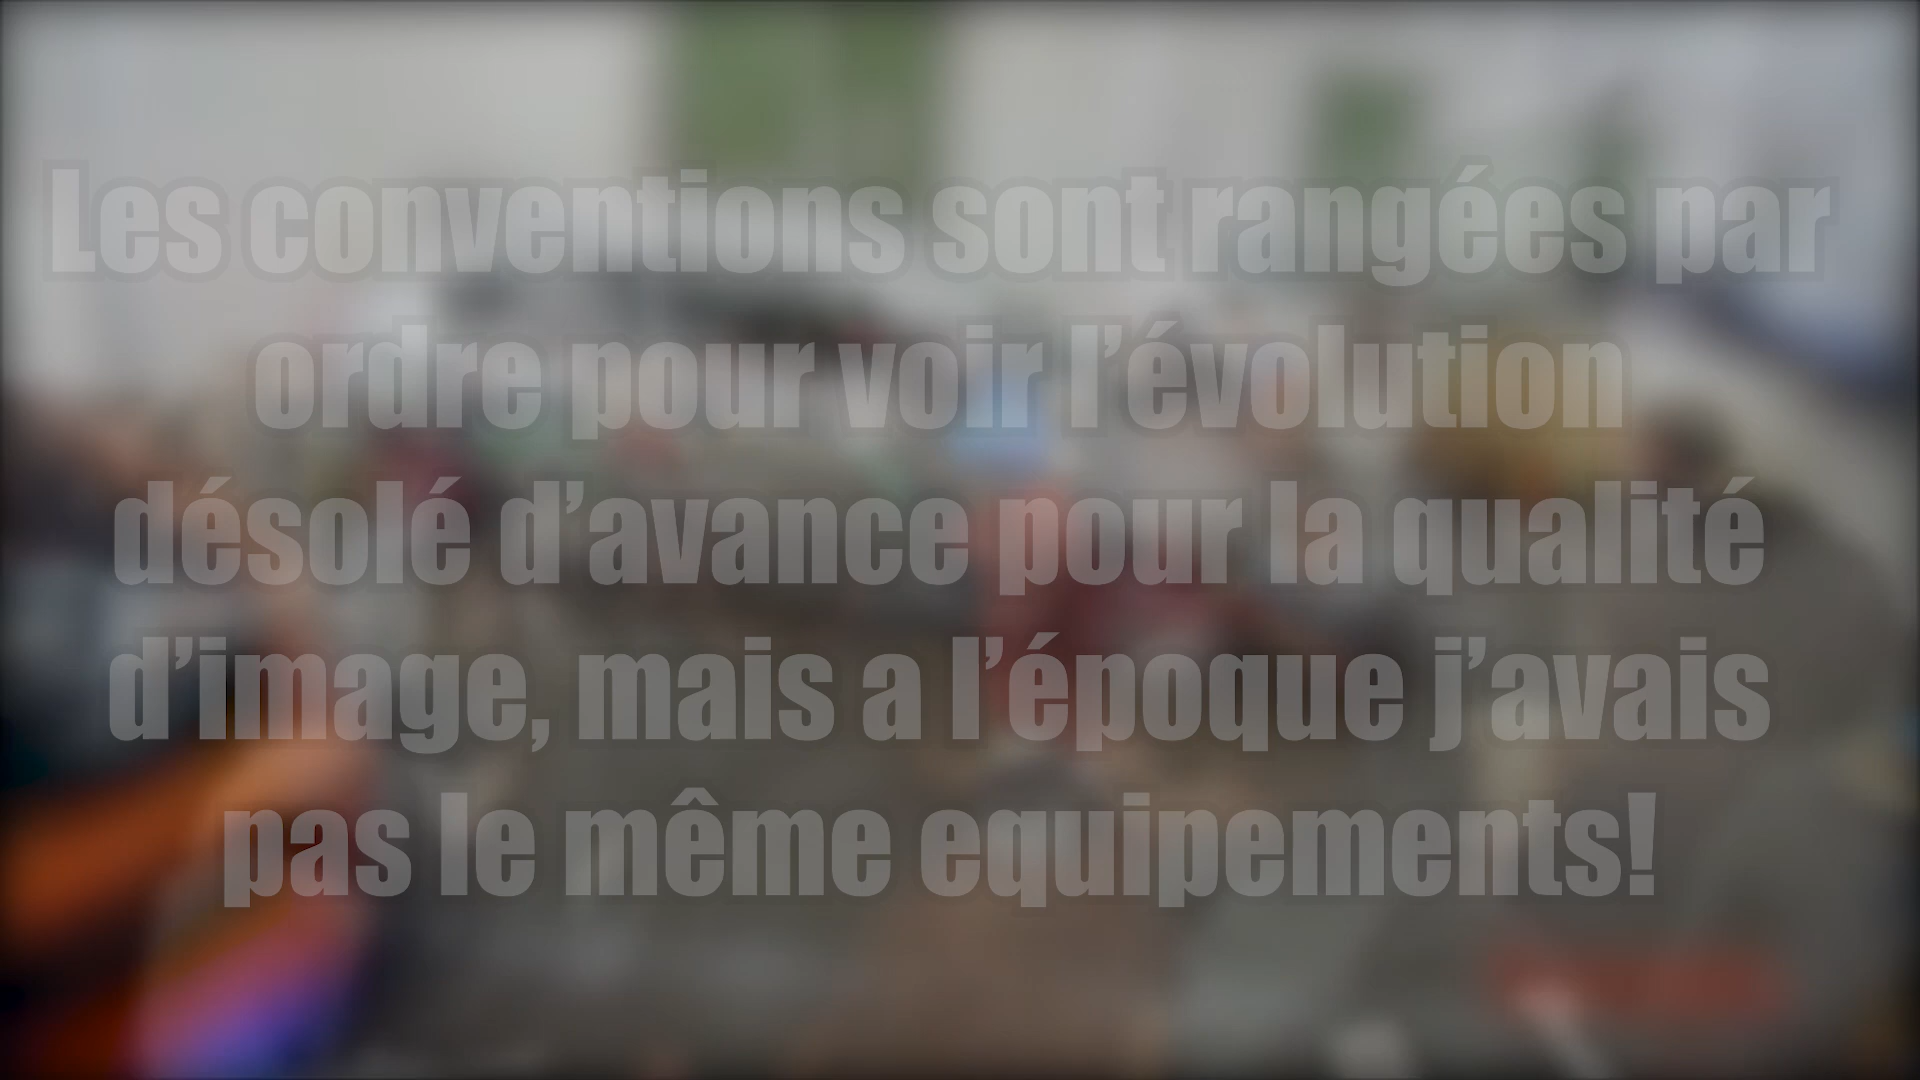 Les conventions sont rangées par
ordre pour voir l’évolution
désolé d’avance pour la qualité
d’image, mais a l’époque j’avais
pas le même equipements!